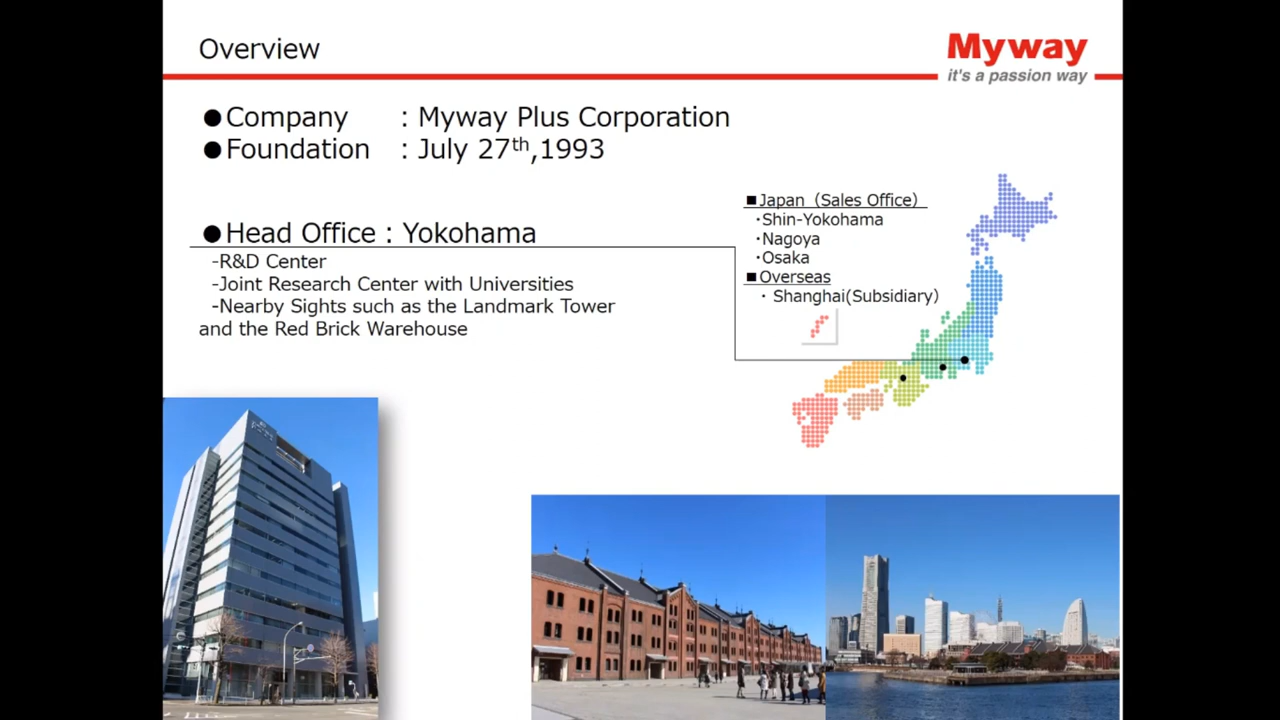 Overview
Myway
it's a passion way
●Company : Myway Plus Corporation
●Foundation : July 27th,1993
●Head Office : Yokohama
-R&D Center
-Joint Research Center with Universities
-Nearby Sights such as the Landmark Tower
and the Red Brick Warehouse
■Japan（Sales Office）
・Shin-Yokohama
・Nagoya
・Osaka
■Overseas
・Shanghai(Subsidiary）